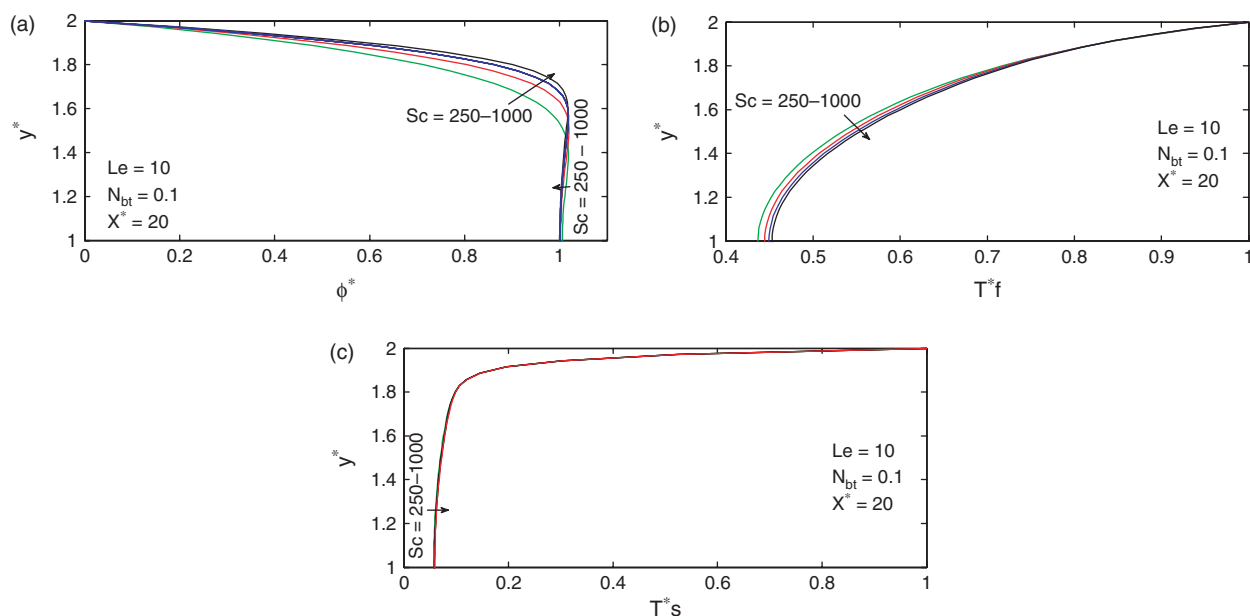 (a)
2
1.8
1.6
1.4
1.2
1
y*
Sc = 250–1000
Sc = 250 – 1000
Le = 10
N_bt = 0.1
X* = 20
0
0.2
0.4
0.6
0.8
1
ϕ*
(b)
2
1.8
1.6
1.4
1.2
1
y*
Sc = 250–1000
Le = 10
N_bt = 0.1
X* = 20
0.4
0.5
0.6
0.7
0.8
0.9
1
T*f
(c)
2
1.8
1.6
1.4
1.2
1
y*
Sc = 250–1000
Le = 10
N_bt = 0.1
X* = 20
0
0.2
0.4
0.6
0.8
1
T*s